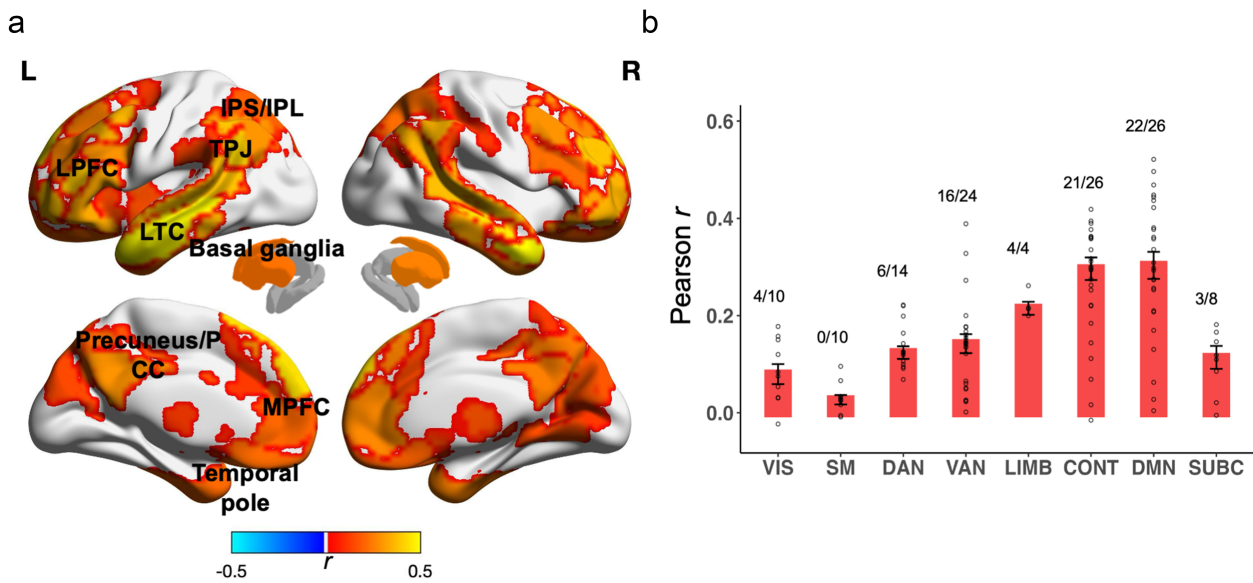 a
b
L
R
IPS/IPL
TPJ
LPFC
LTC
Basal ganglia
Precuneus/P
CC
MPFC
Temporal
pole
-0.5
r
0.5
Pearson r
0.6
0.4
0.2
0.0
4/10
0/10
6/14
16/24
4/4
21/26
22/26
3/8
VIS
SM
DAN
VAN
LIMB
CONT
DMN
SUBC